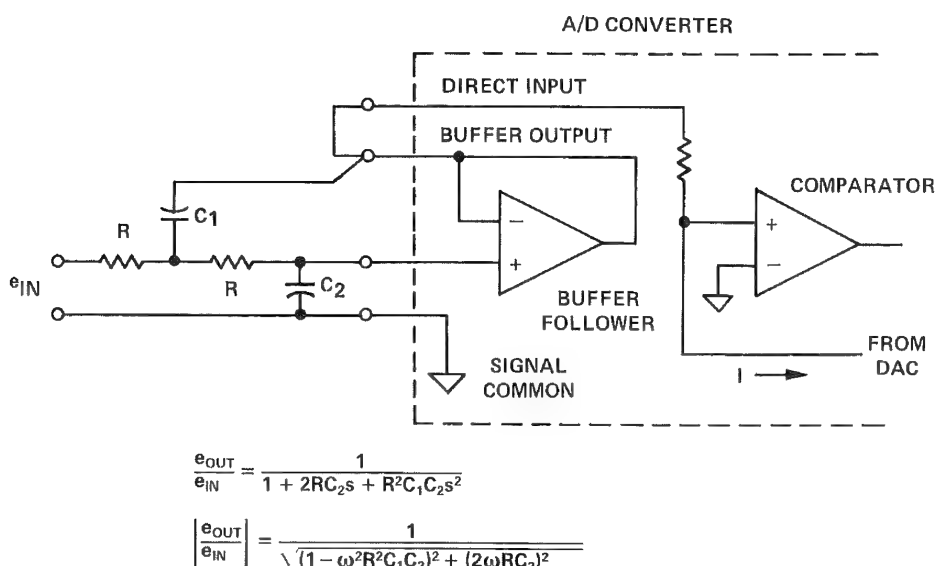 A/D CONVERTER
DIRECT INPUT
BUFFER OUTPUT
COMPARATOR
C1
R
−
+
+
−
eIN
R
C2
BUFFER
FOLLOWER
FROM
DAC
SIGNAL
COMMON
I
eOUT/eIN = 1/(1 + 2RC₂s + R²C₁C₂s²)
|eOUT/eIN| = 1/√((1 − ω²R²C₁C₂)² + (2ωRC₂)²)